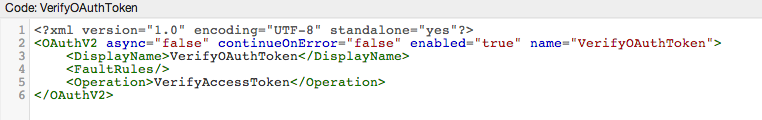 Code: VerifyOAuthToken
1 <?xml version="1.0" encoding="UTF-8" standalone="yes"?>
2 <OAuthV2 async="false" continueOnError="false" enabled="true" name="VerifyOAuthToken">
3     <DisplayName>VerifyOAuthToken</DisplayName>
4     <FaultRules/>
5     <Operation>VerifyAccessToken</Operation>
6 </OAuthV2>